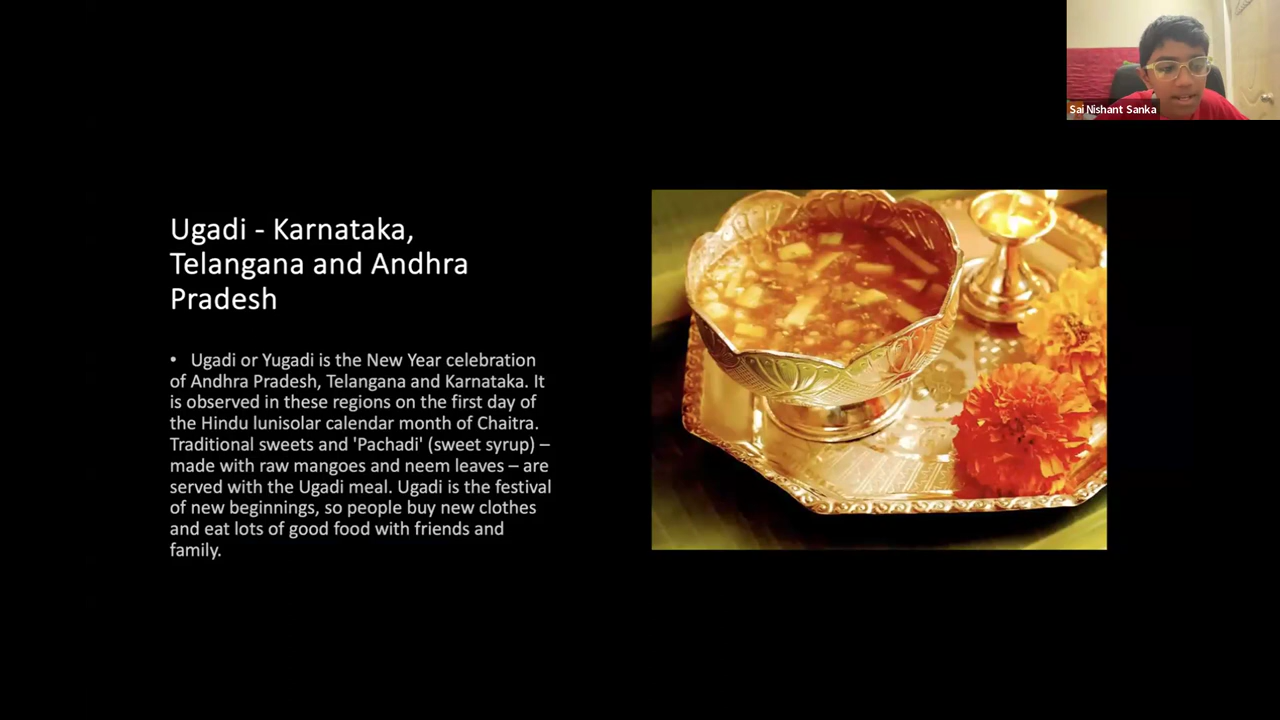 Sai Nishant Sanka
Ugadi - Karnataka,
Telangana and Andhra
Pradesh
• Ugadi or Yugadi is the New Year celebration
of Andhra Pradesh, Telangana and Karnataka. It
is observed in these regions on the first day of
the Hindu lunisolar calendar month of Chaitra.
Traditional sweets and 'Pachadi' (sweet syrup) –
made with raw mangoes and neem leaves – are
served with the Ugadi meal. Ugadi is the festival
of new beginnings, so people buy new clothes
and eat lots of good food with friends and
family.